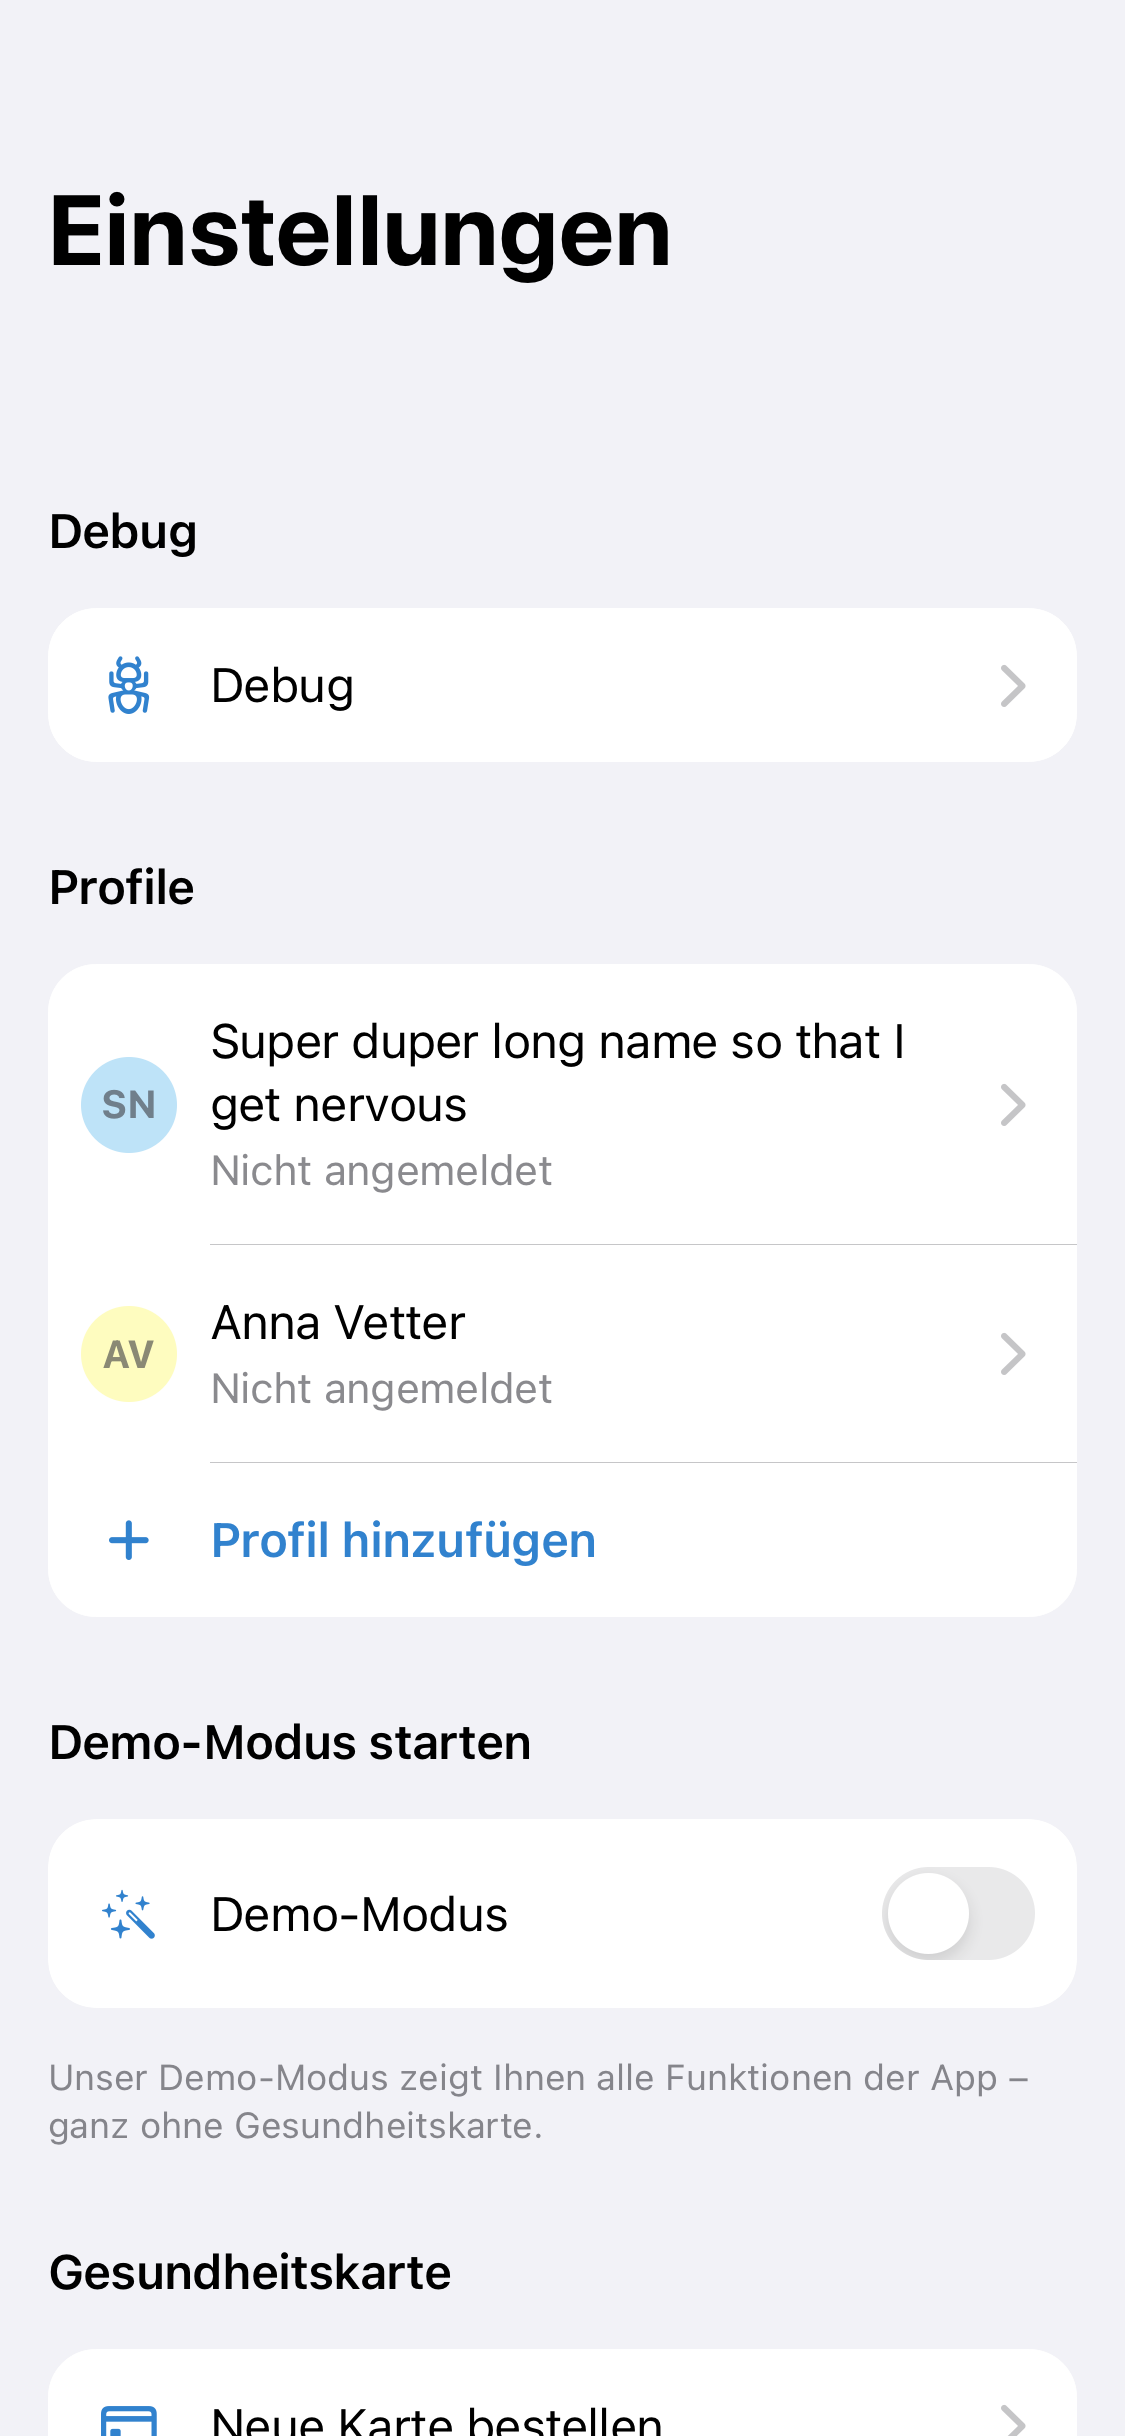 Einstellungen
Debug
Debug
Profile
SN
Super duper long name so that I
get nervous
Nicht angemeldet
AV
Anna Vetter
Nicht angemeldet
Profil hinzufügen
Demo-Modus starten
Demo-Modus
Unser Demo-Modus zeigt Ihnen alle Funktionen der App –
ganz ohne Gesundheitskarte.
Gesundheitskarte
Neue Karte bestellen